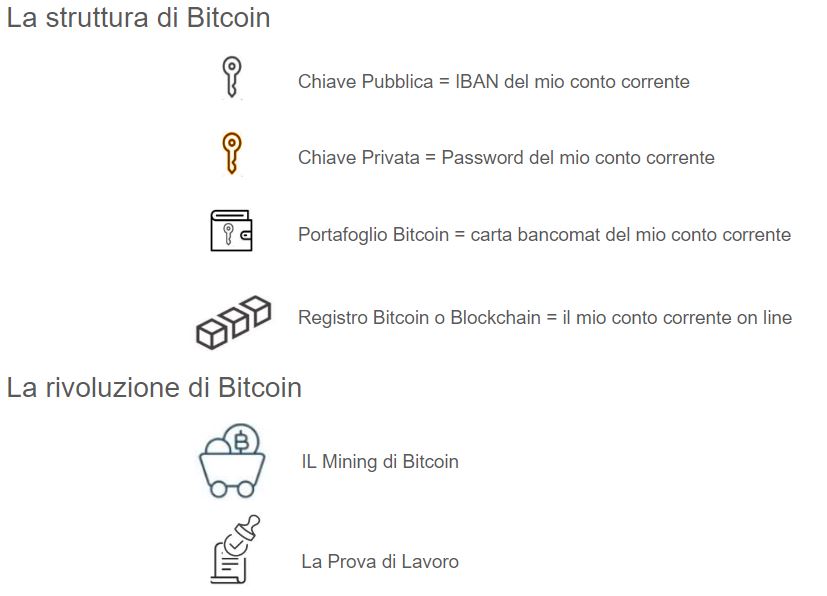 La struttura di Bitcoin
Chiave Pubblica = IBAN del mio conto corrente
Chiave Privata = Password del mio conto corrente
Portafoglio Bitcoin = carta bancomat del mio conto corrente
Registro Bitcoin o Blockchain = il mio conto corrente on line
La rivoluzione di Bitcoin
IL Mining di Bitcoin
La Prova di Lavoro